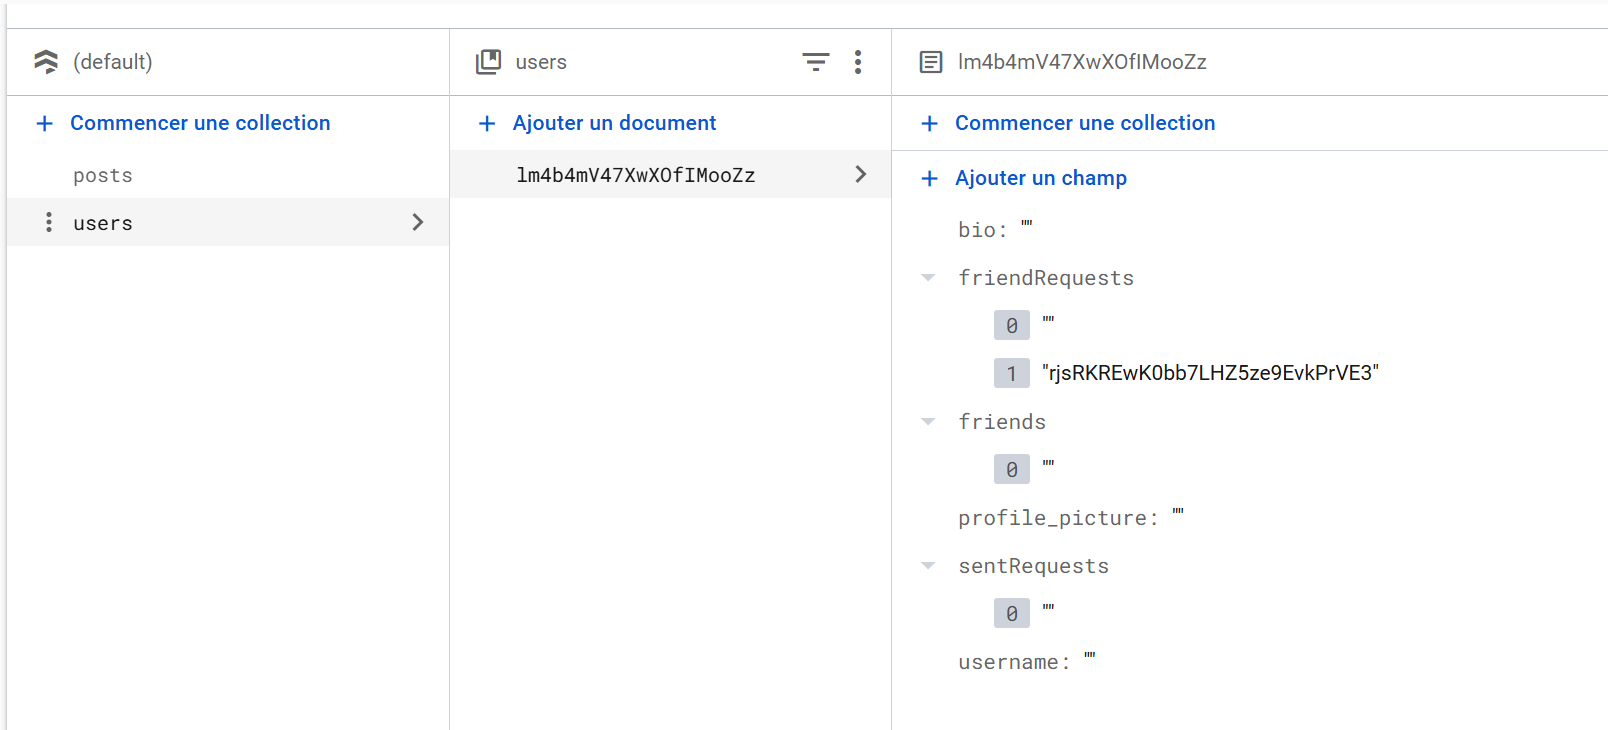 (default)
Commencer une collection
posts
users
users
Ajouter un document
lm4b4mV47XwXOfIMooZz
lm4b4mV47XwXOfIMooZz
Commencer une collection
Ajouter un champ
bio: ""
friendRequests
0 ""
1 "rjsRKREwK0bb7LHZ5ze9EvkPrVE3"
friends
0 ""
profile_picture: ""
sentRequests
0 ""
username: ""